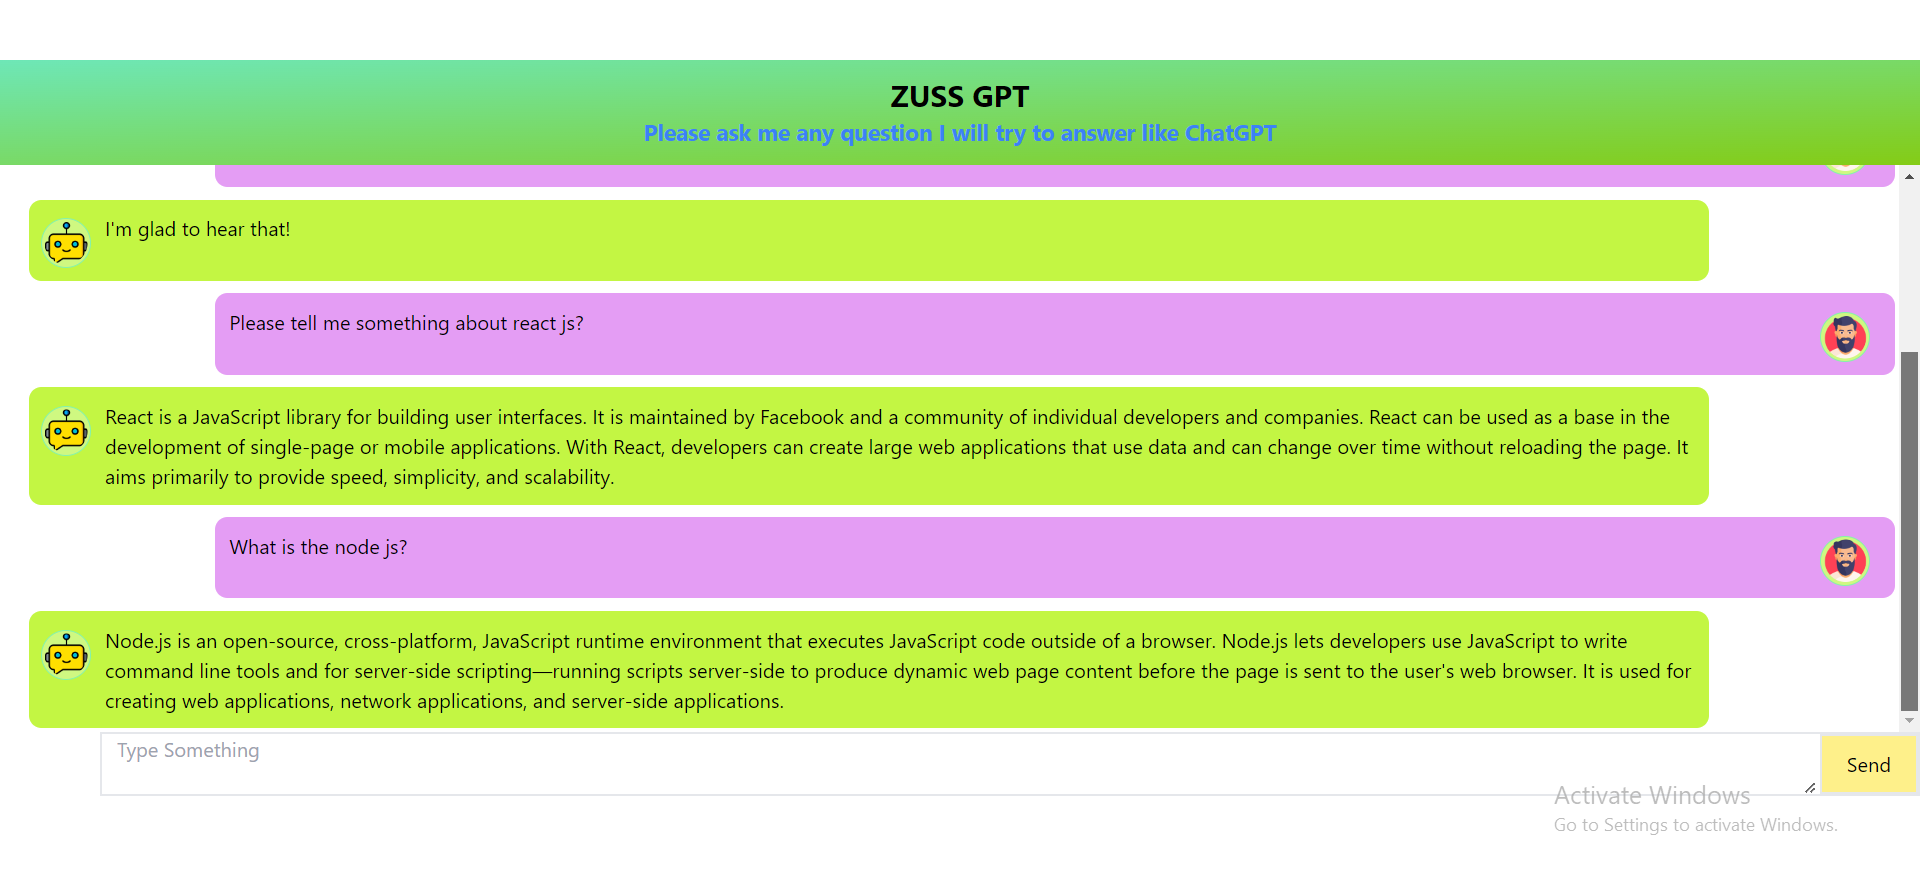 ZUSS GPT
Please ask me any question I will try to answer like ChatGPT
I'm glad to hear that!
Please tell me something about react js?
React is a JavaScript library for building user interfaces. It is maintained by Facebook and a community of individual developers and companies. React can be used as a base in the
development of single-page or mobile applications. With React, developers can create large web applications that use data and can change over time without reloading the page. It
aims primarily to provide speed, simplicity, and scalability.
What is the node js?
Node.js is an open-source, cross-platform, JavaScript runtime environment that executes JavaScript code outside of a browser. Node.js lets developers use JavaScript to write
command line tools and for server-side scripting—running scripts server-side to produce dynamic web page content before the page is sent to the user's web browser. It is used for
creating web applications, network applications, and server-side applications.
Type Something
Send
Activate Windows
Go to Settings to activate Windows.